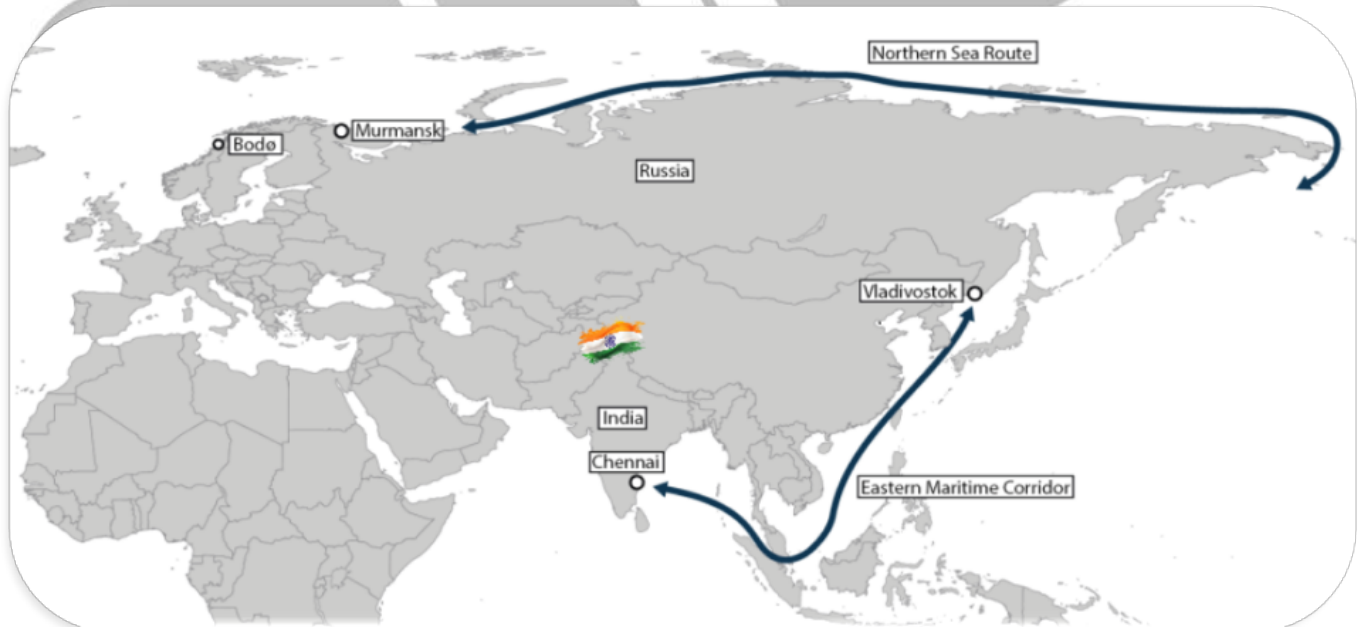 Northern Sea Route
Murmansk
Bodø
Russia
Vladivostok
India
Chennai
Eastern Maritime Corridor